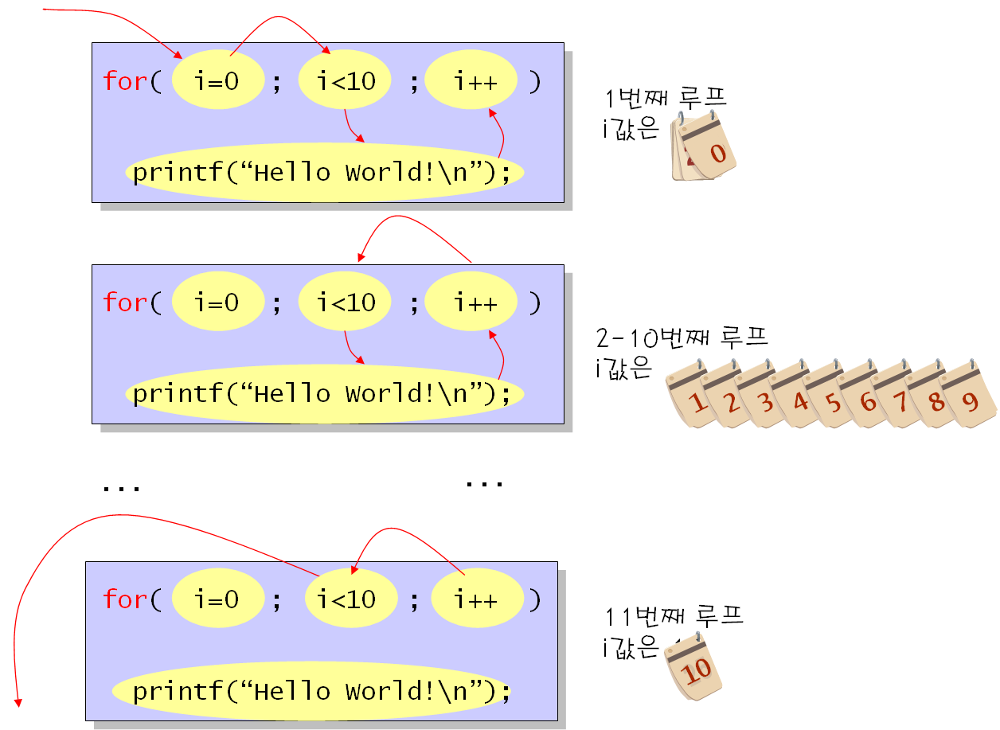 for( i=0 ; i<10 ; i++ )
printf(“Hello World!\n”);
1번째 루프
i값은 0
for( i=0 ; i<10 ; i++ )
printf(“Hello World!\n”);
2-10번째 루프
i값은 1 2 3 4 5 6 7 8 9
... ...
for( i=0 ; i<10 ; i++ )
printf(“Hello World!\n”);
11번째 루프
i값은 10